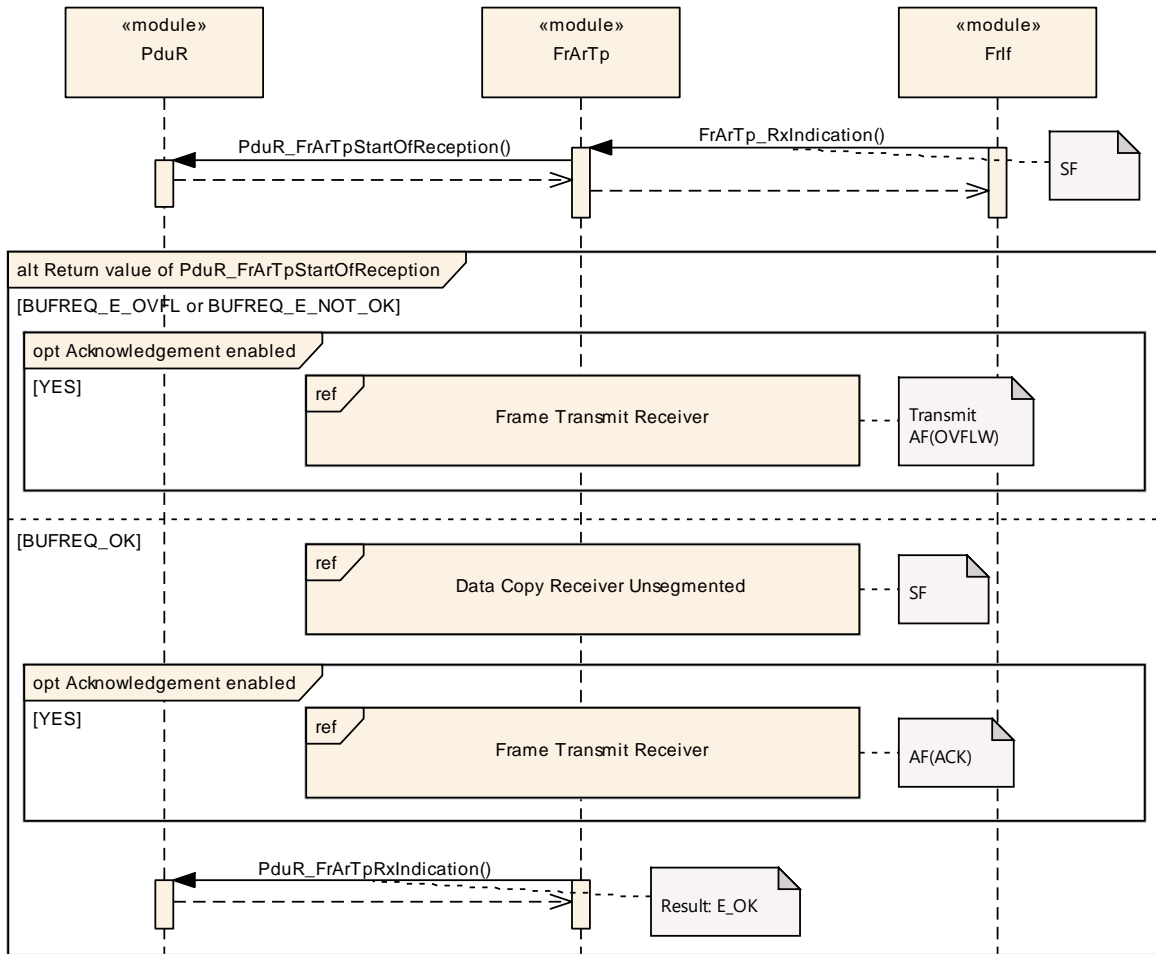 «module»
PduR
«module»
FrArTp
«module»
FrIf
PduR_FrArTpStartOfReception()
FrArTp_RxIndication()
SF
alt Return value of PduR_FrArTpStartOfReception
[BUFREQ_E_OVFL or BUFREQ_E_NOT_OK]
opt Acknowledgement enabled
[YES]
ref
Frame Transmit Receiver
Transmit
AF(OVFLW)
[BUFREQ_OK]
ref
Data Copy Receiver Unsegmented
SF
opt Acknowledgement enabled
[YES]
ref
Frame Transmit Receiver
AF(ACK)
PduR_FrArTpRxIndication()
Result: E_OK